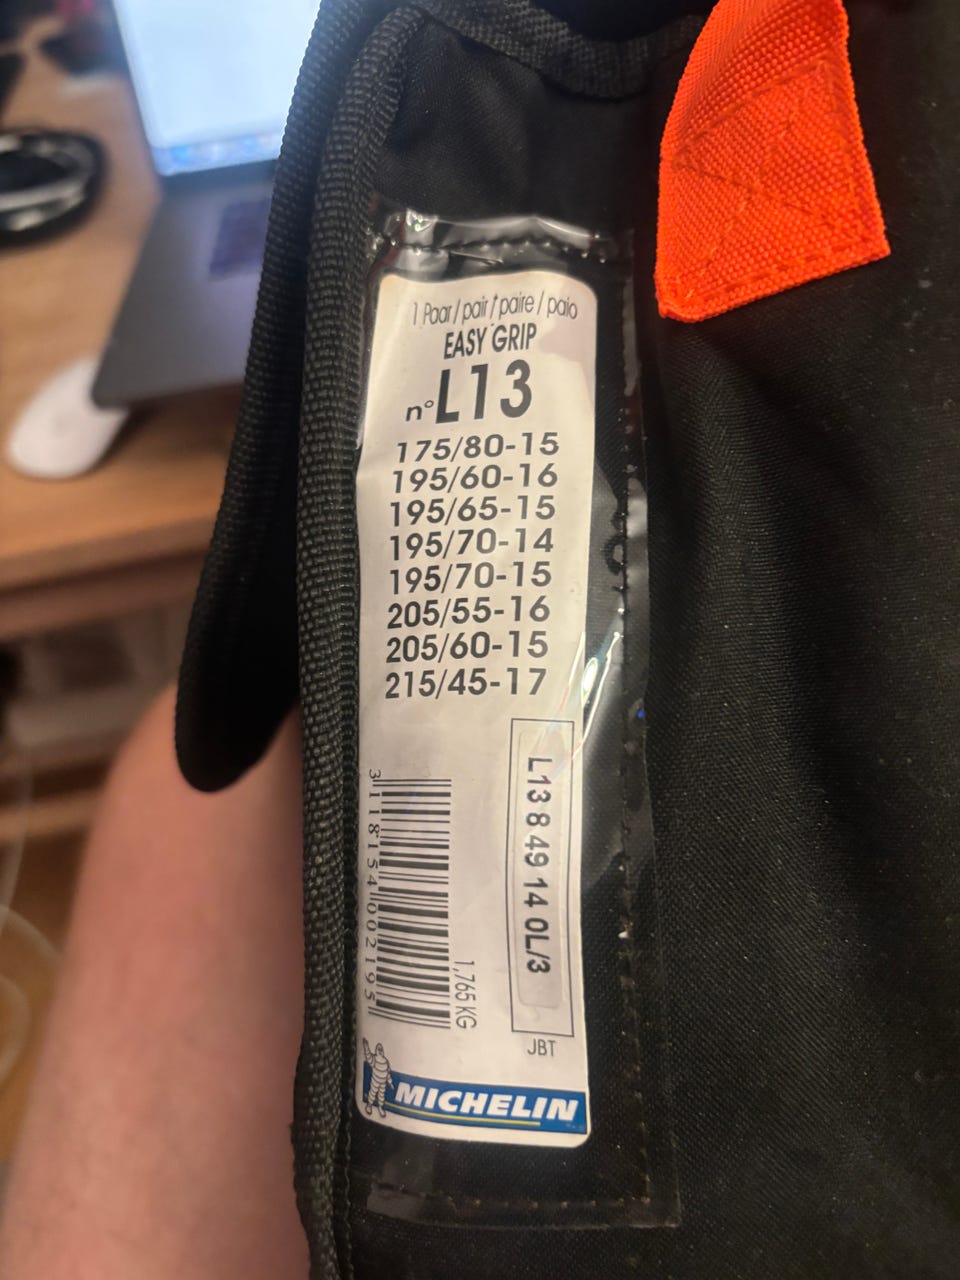 1 Paar / pair / paire / paio
EASY GRIP
n° L13
175/80-15
195/60-16
195/65-15
195/70-14
195/70-15
205/55-16
205/60-15
215/45-17
L13 8 49 14 0L/3
JBT
3118154002195
1,765 KG
MICHELIN